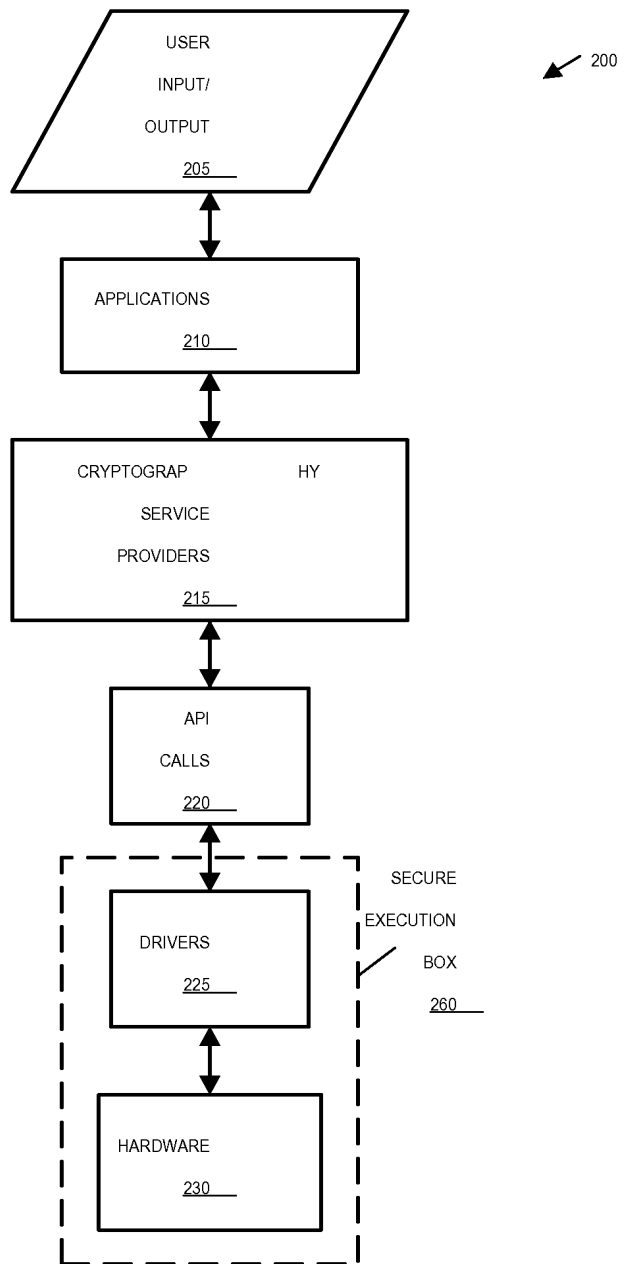 USER
INPUT/
OUTPUT
205
200
APPLICATIONS
210
CRYPTOGRAP HY
SERVICE
PROVIDERS
215
API
CALLS
220
SECURE
EXECUTION
BOX
260
DRIVERS
225
HARDWARE
230